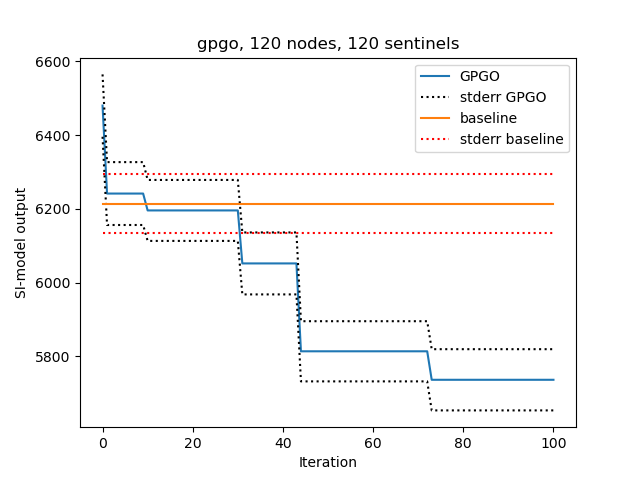 gpgo, 120 nodes, 120 sentinels
6600
6400
6200
6000
5800
SI-model output
GPGO
stderr GPGO
baseline
stderr baseline
0
20
40
60
80
100
Iteration